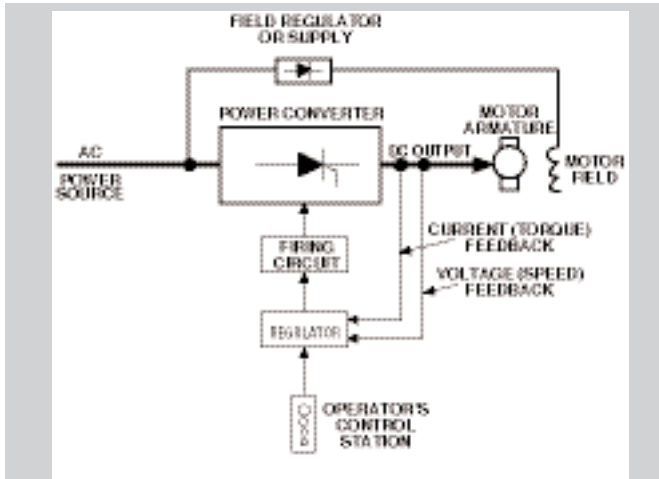 FIELD REGULATOR
OR SUPPLY
POWER CONVERTER
MOTOR
ARMATURE
AC
DC OUTPUT
POWER
SOURCE
MOTOR
FIELD
FIRING
CIRCUIT
CURRENT (TORQUE)
FEEDBACK
VOLTAGE (SPEED)
FEEDBACK
REGULATOR
OPERATOR'S
CONTROL
STATION